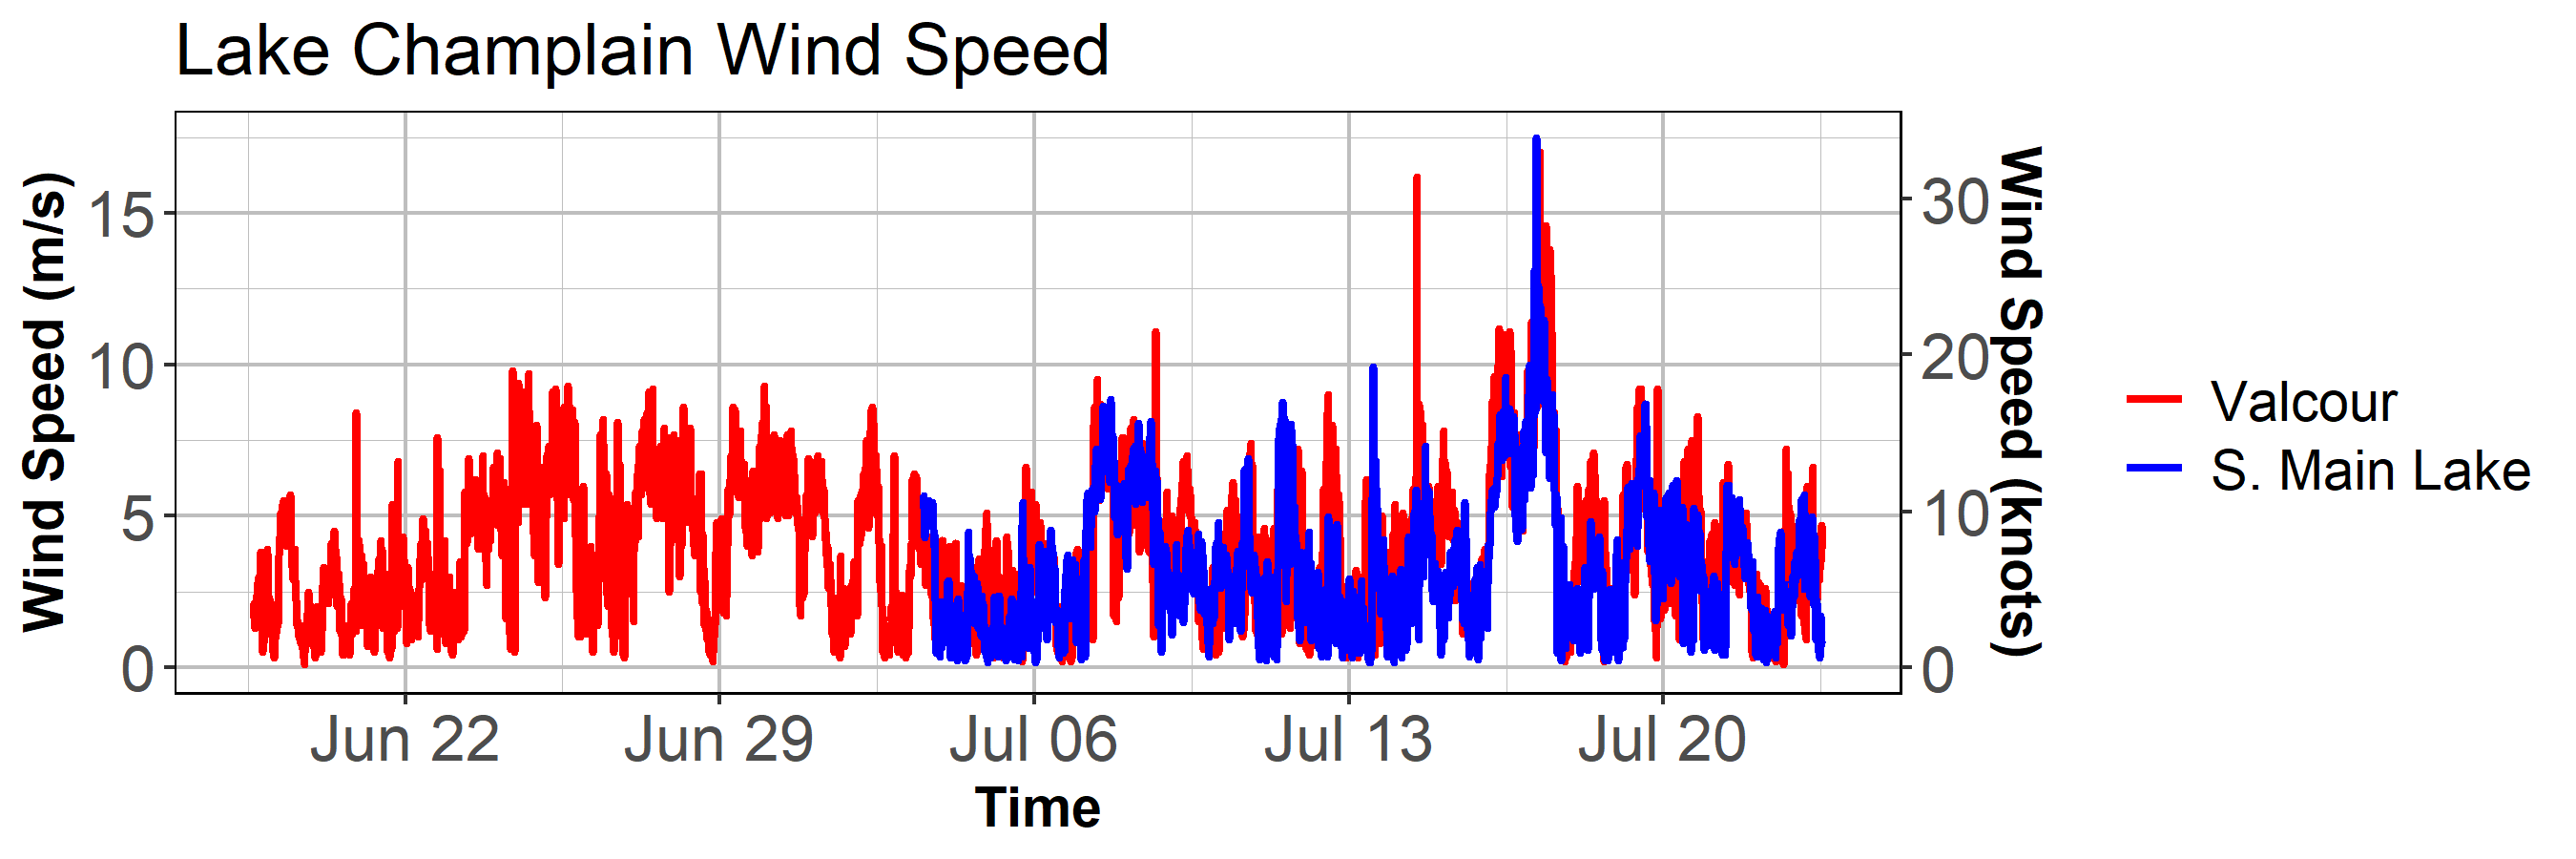 Lake Champlain Wind Speed
Wind Speed (m/s)
15
10
5
0
30
20
10
0
Wind Speed (knots)
Jun 22
Jun 29
Jul 06
Jul 13
Jul 20
Time
Valcour
S. Main Lake